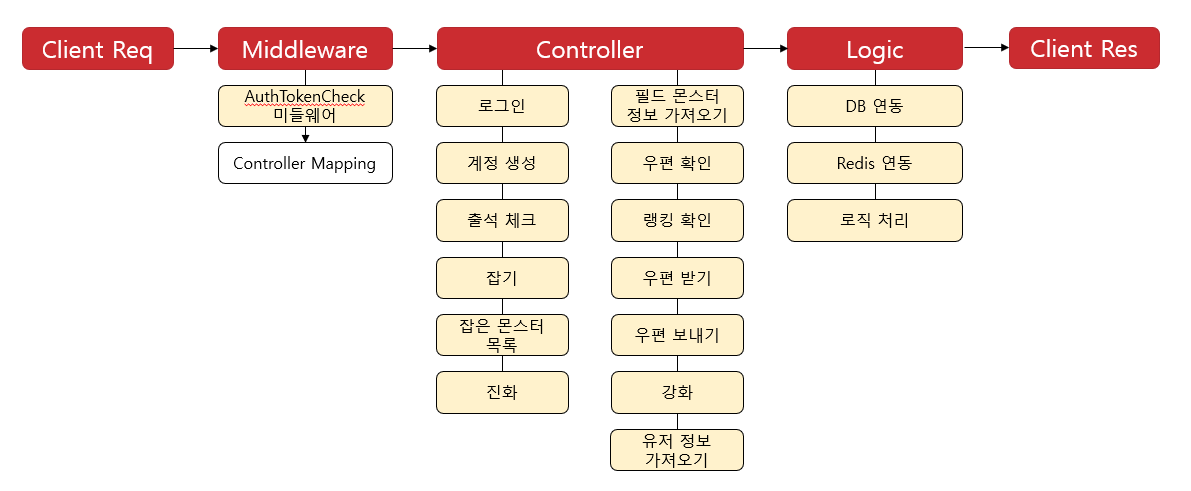 Client Req
Middleware
Controller
Logic
Client Res
AuthTokenCheck
미들웨어
Controller Mapping
로그인
계정 생성
출석 체크
잡기
잡은 몬스터
목록
진화
필드 몬스터
정보 가져오기
우편 확인
랭킹 확인
우편 받기
우편 보내기
강화
유저 정보
가져오기
DB 연동
Redis 연동
로직 처리